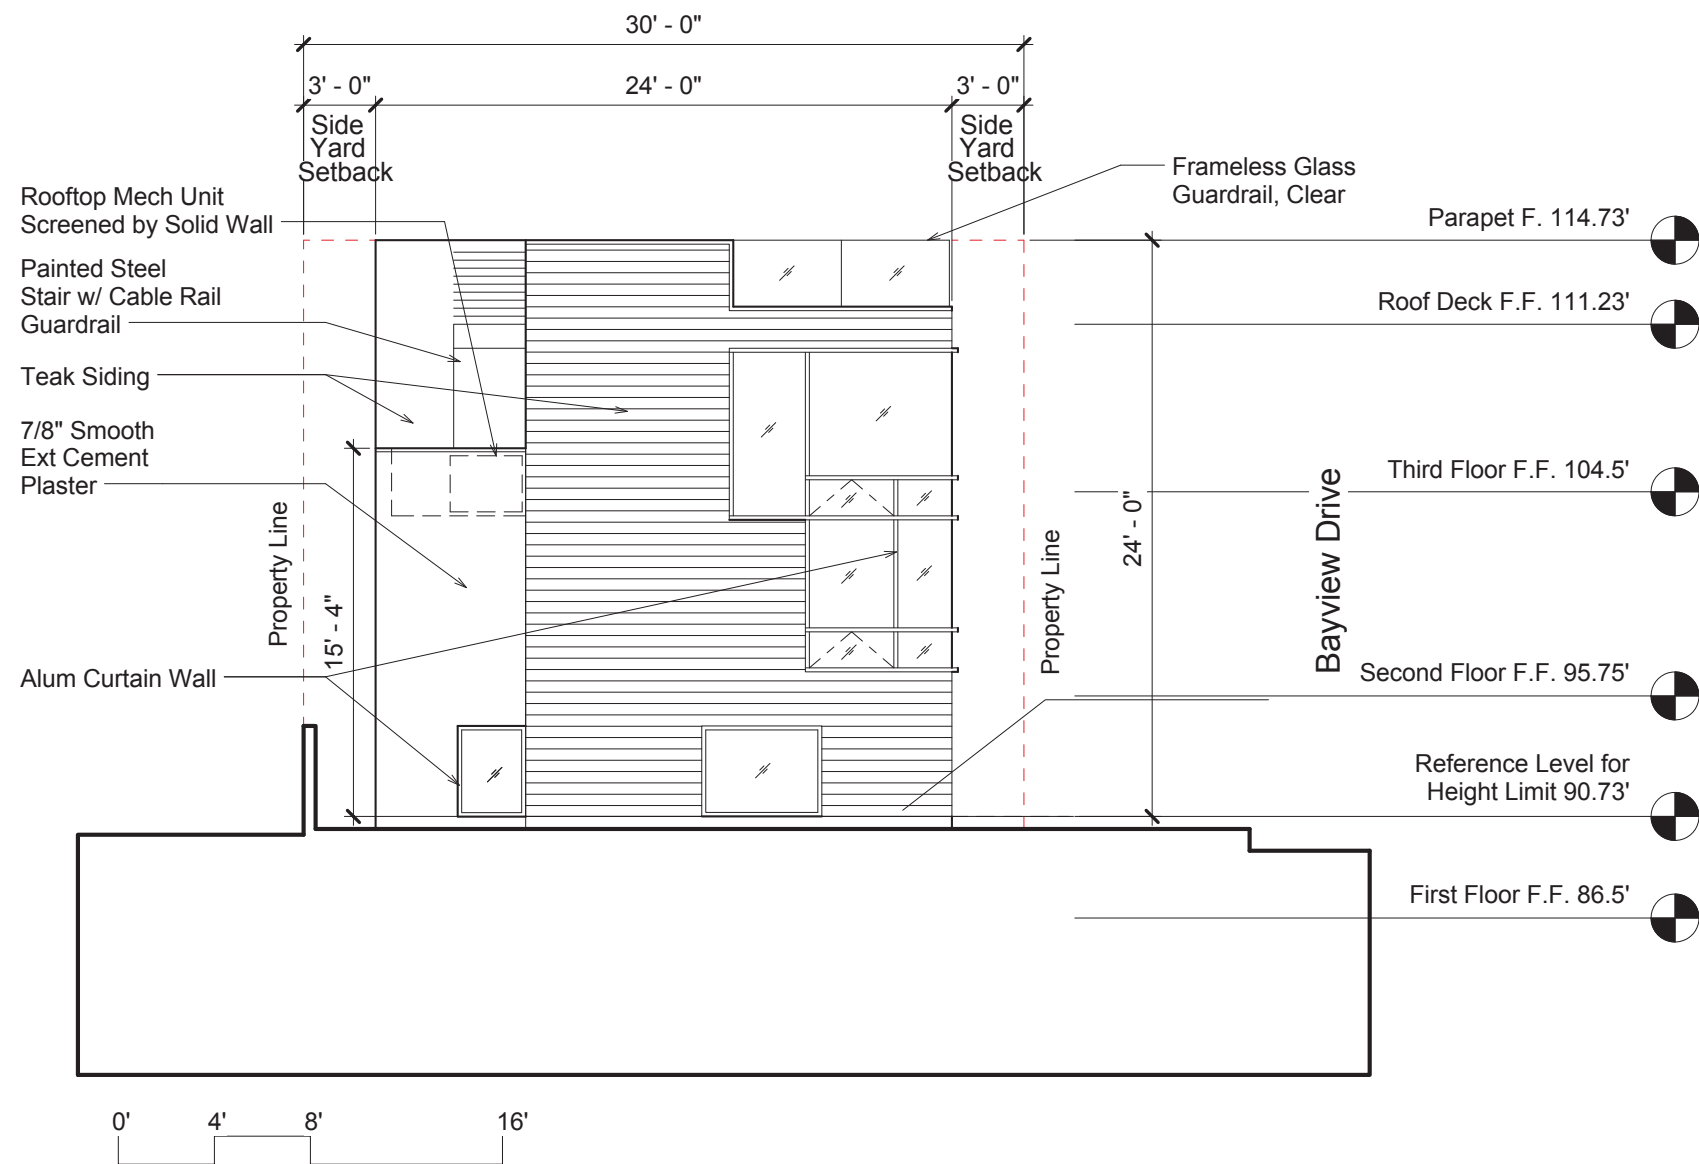 30' - 0"
3' - 0"
24' - 0"
3' - 0"
Side
Yard
Setback
Side
Yard
Setback
Rooftop Mech Unit
Screened by Solid Wall
Painted Steel
Stair w/ Cable Rail
Guardrail
Teak Siding
7/8" Smooth
Ext Cement
Plaster
Alum Curtain Wall
Property Line
15' - 4"
Frameless Glass
Guardrail, Clear
Property Line
24' - 0"
Bayview Drive
Parapet F. 114.73'
Roof Deck F.F. 111.23'
Third Floor F.F. 104.5'
Second Floor F.F. 95.75'
Reference Level for
Height Limit 90.73'
First Floor F.F. 86.5'
0' 4' 8' 16'